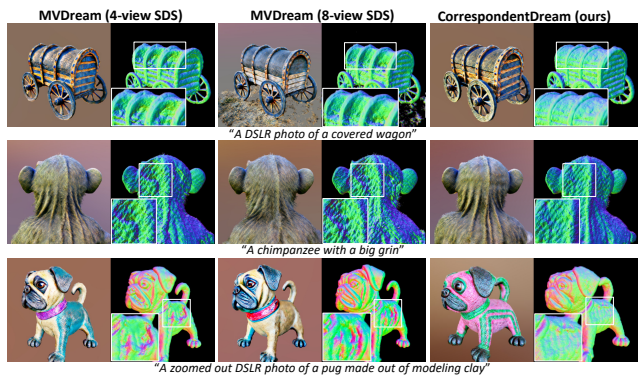 MVDream (4-view SDS) MVDream (8-view SDS) CorrespondentDream (ours)
"A DSLR photo of a covered wagon"
"A chimpanzee with a big grin"
"A zoomed out DSLR photo of a pug made out of modeling clay"